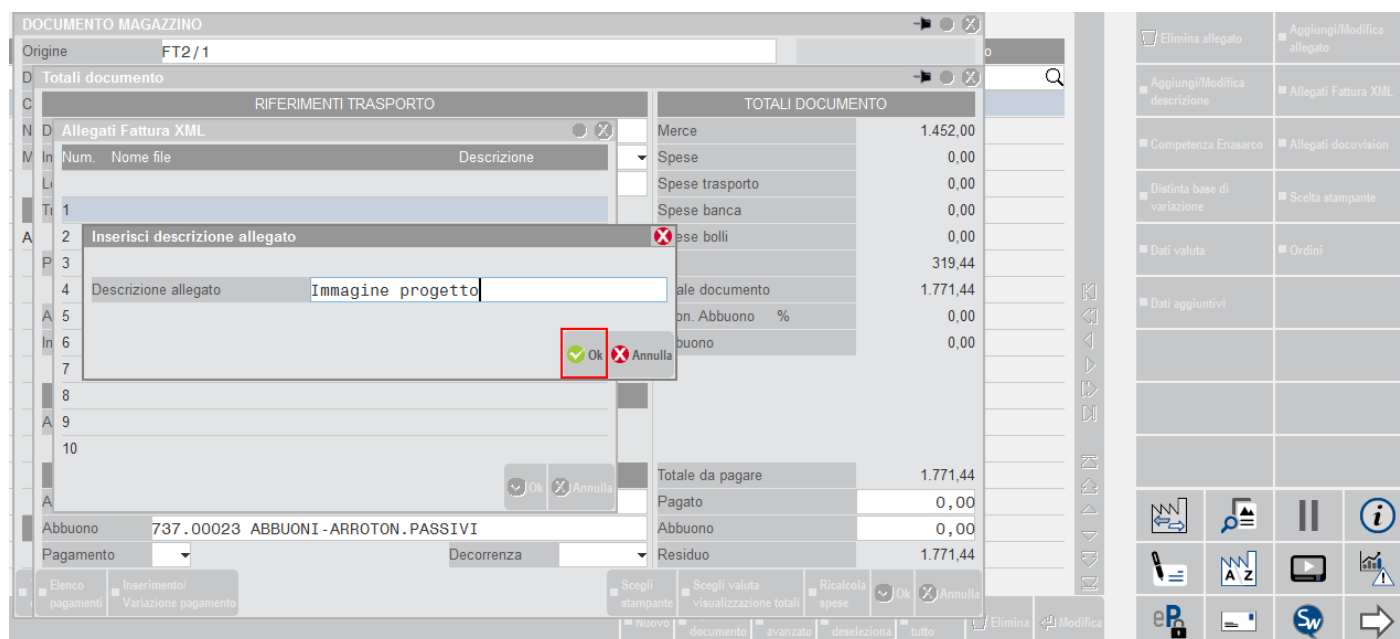 DOCUMENTO MAGAZZINO
Origine FT2/1
Totali documento
RIFERIMENTI TRASPORTO TOTALI DOCUMENTO
Allegati Fattura XML
Num. Nome file Descrizione
Merce 1.452,00
Spese 0,00
Spese trasporto 0,00
1 Spese banca 0,00
2 Inserisci descrizione allegato bolli 0,00
3 319,44
4 Descrizione allegato Immagine progetto documento 1.771,44
5 Abbuono % 0,00
6 0,00
Ok Annulla
7
8
9
10
Ok Annulla
Totale da pagare 1.771,44
Pagato 0,00
Abbuono 737.00023 ABBUONI-ARROTON.PASSIVI Abbuono 0,00
Pagamento Decorrenza Residuo 1.771,44
Elenco pagamenti
Inserimento/
Variazione pagamento
Scegli stampante
Scegli valuta
visualizzazione totali
Ricalcola spese
Ok Annulla
Nuovo documento avanzato deseleziona tutto Elimina Modifica
Elimina allegato
Aggiungi/Modifica
allegato
Aggiungi/Modifica
descrizione
Allegati Fattura XML
Competenza Enasarco
Allegati docuvision
Distinta base di
variazione
Scelta stampante
Dati valuta
Ordini
Dati aggiuntivi
A Z
eP
Sw